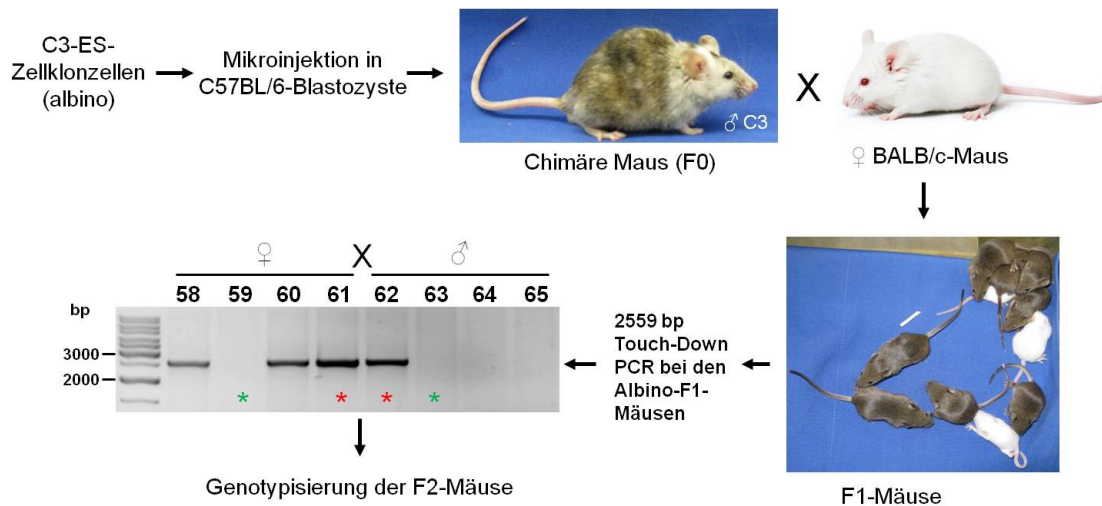 C3-ES-
Zellklonzellen
(albino)
Mikroinjektion in
C57BL/6-Blastozyste
♂ C3
Chimäre Maus (F0)
X
♀ BALB/c-Maus
F1-Mäuse
2559 bp
Touch-Down
PCR bei den
Albino-F1-
Mäusen
♀ X ♂
58 59 60 61 62 63 64 65
bp
3000
2000
* * * *
Genotypisierung der F2-Mäuse